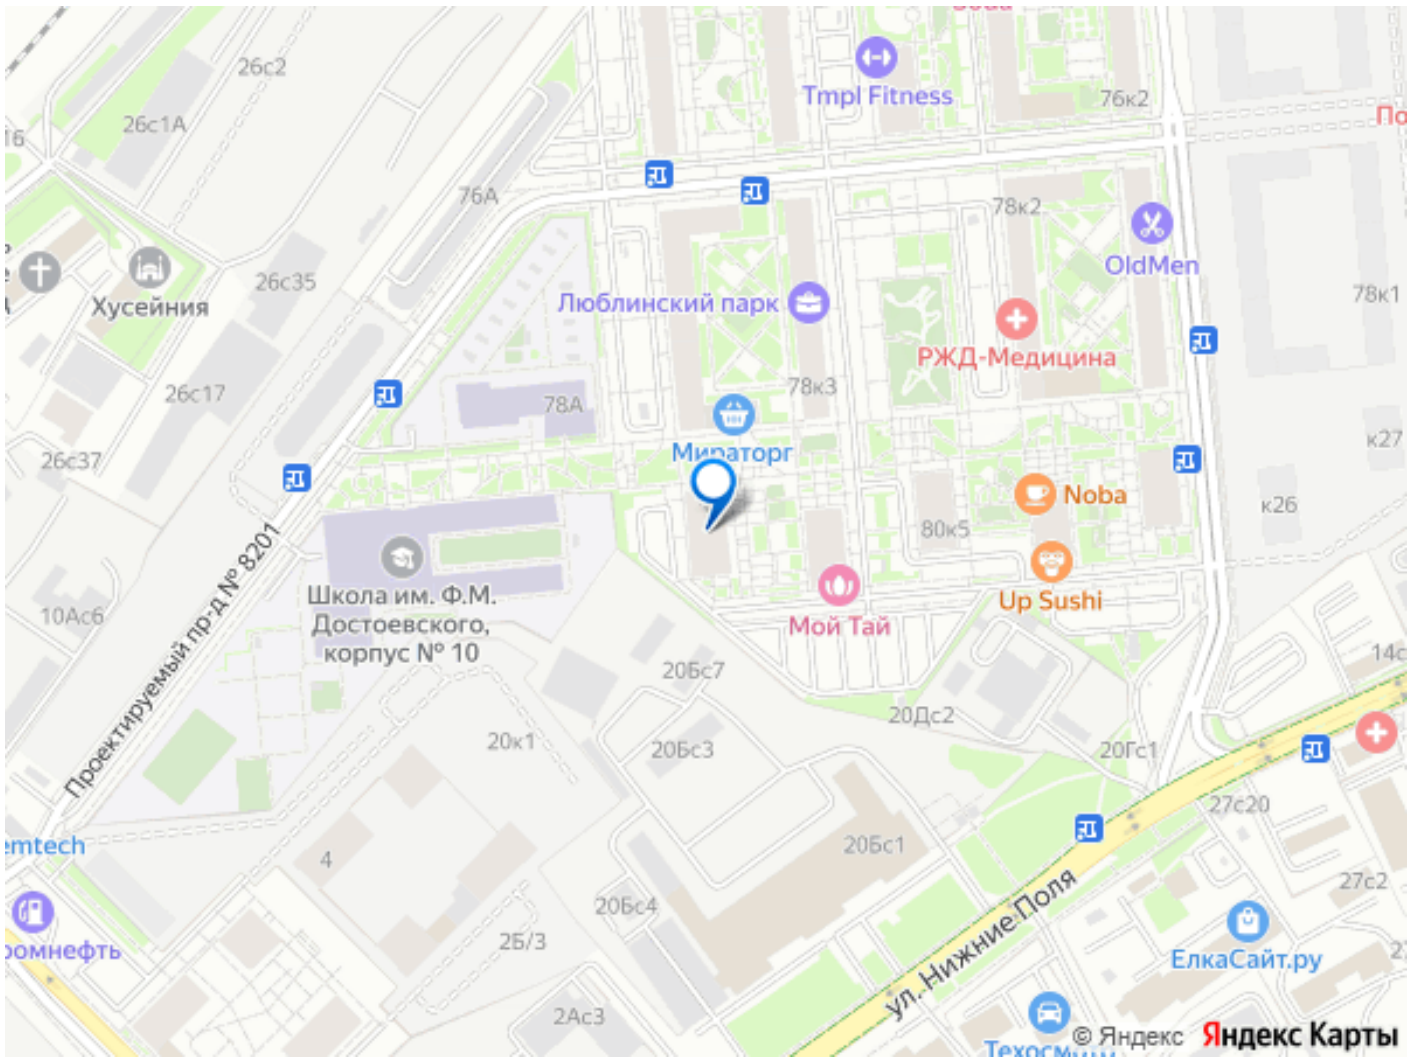 26с2
Tmpl Fitness
76к2
26с1А
16
76А
78к2
OldMen
Хусейния
26с35
Люблинский парк
78к1
РЖД-Медицина
26с17
78А
78к3
Мираторг
к27
26с37
Noba
к26
80к5
Школа им. Ф.М.
Достоевского,
корпус № 10
Проектируемый пр-д № 8201
10Ас6
Up Sushi
Мой Тай
20Бс7
14с
20Дс2
20к1
20Бс3
20Гс1
27с20
emtech
4
20Бс1
27с2
20Бс4
ул. Нижние Поля
2Б/3
ромнефть
ЕлкаСайт.ру
2Ас3
© Яндекс
Яндекс Карты